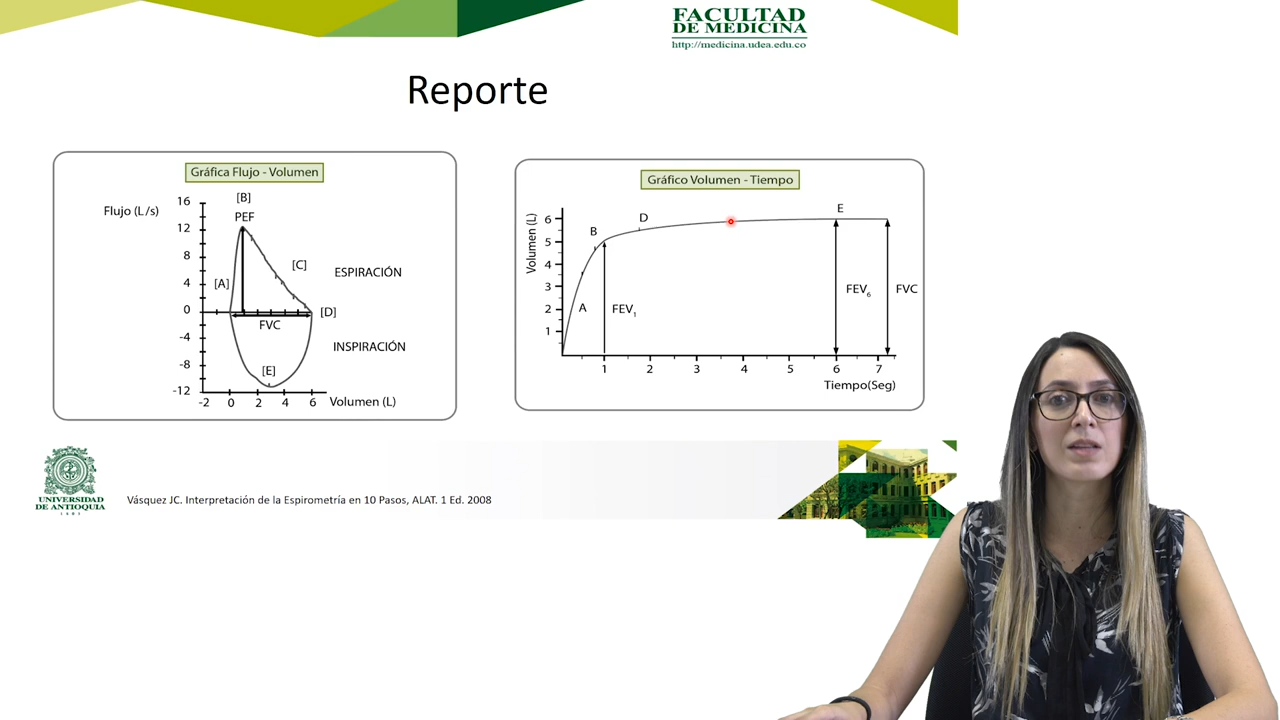 FACULTAD
DE MEDICINA
http://medicina.udea.edu.co
Reporte
Gráfica Flujo - Volumen
Flujo (L/s)
16
12
8
4
0
-4
-8
-12
[B]
PEF
[A]
[C]
ESPIRACIÓN
[D]
FVC
INSPIRACIÓN
[E]
-2 0 2 4 6 Volumen (L)
Gráfico Volumen - Tiempo
Volumen (L)
6
5
4
3
2
1
A
B
D
E
FEV1
FEV6
FVC
1 2 3 4 5 6 7
Tiempo(Seg)
UNIVERSIDAD
DE ANTIOQUIA
1803
Vásquez JC. Interpretación de la Espirometría en 10 Pasos, ALAT. 1 Ed. 2008